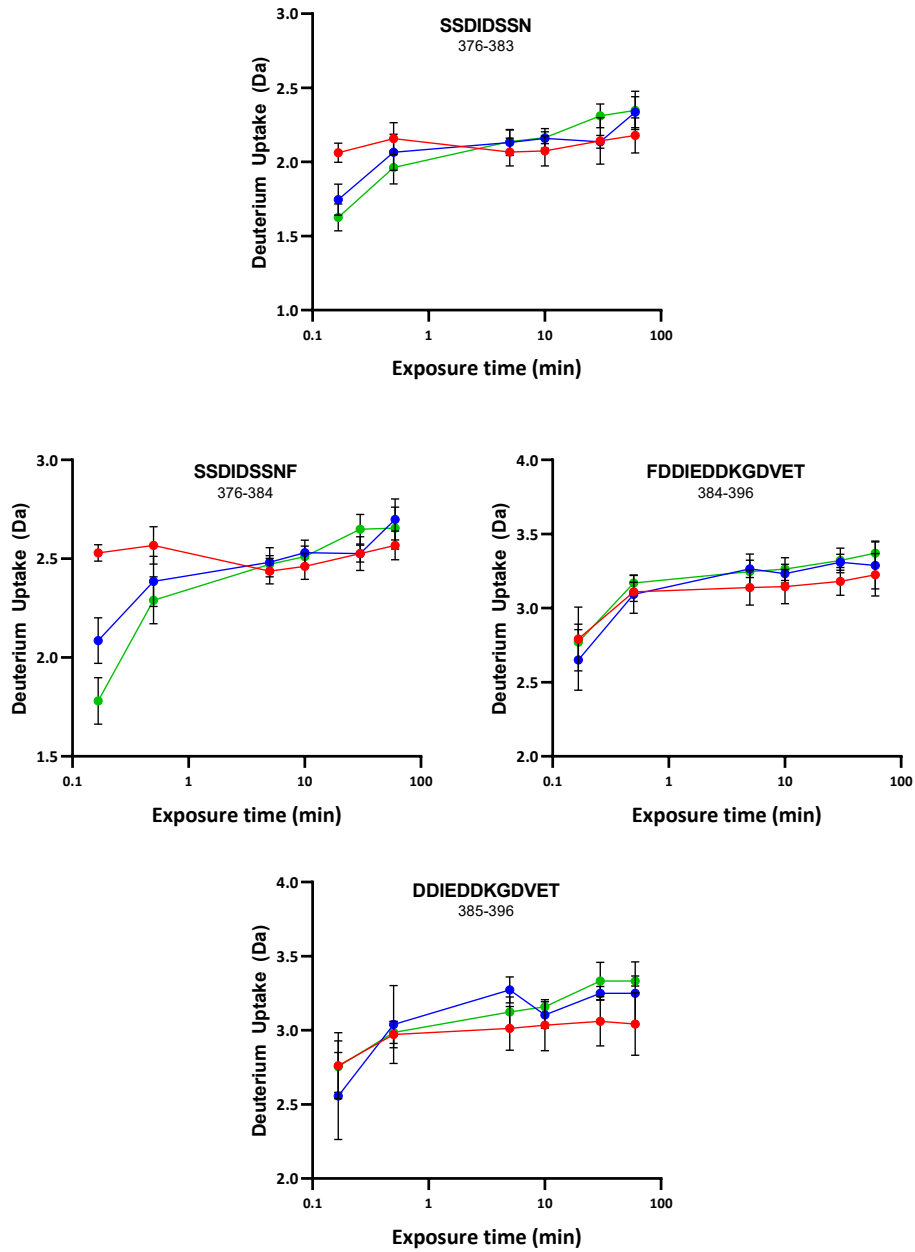 SSDIDSSN
376-383
3.0
2.5
2.0
1.5
1.0
Deuterium Uptake (Da)
0.1 1 10 100
Exposure time (min)
SSDIDSSNF
376-384
3.0
2.5
2.0
1.5
Deuterium Uptake (Da)
0.1 1 10 100
Exposure time (min)
FDDIEDDKGDVET
384-396
4.0
3.5
3.0
2.5
2.0
Deuterium Uptake (Da)
0.1 1 10 100
Exposure time (min)
DDIEDDKGDVET
385-396
4.0
3.5
3.0
2.5
2.0
Deuterium Uptake (Da)
0.1 1 10 100
Exposure time (min)